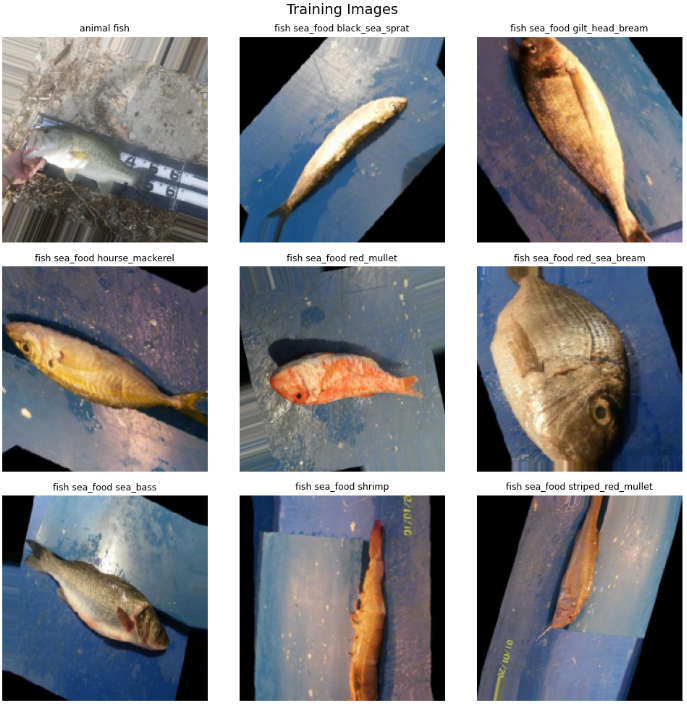 Training Images
animal fish
fish sea_food black_sea_sprat
fish sea_food gilt_head_bream
fish sea_food hourse_mackerel
fish sea_food red_mullet
fish sea_food red_sea_bream
fish sea_food sea_bass
fish sea_food shrimp
fish sea_food striped_red_mullet